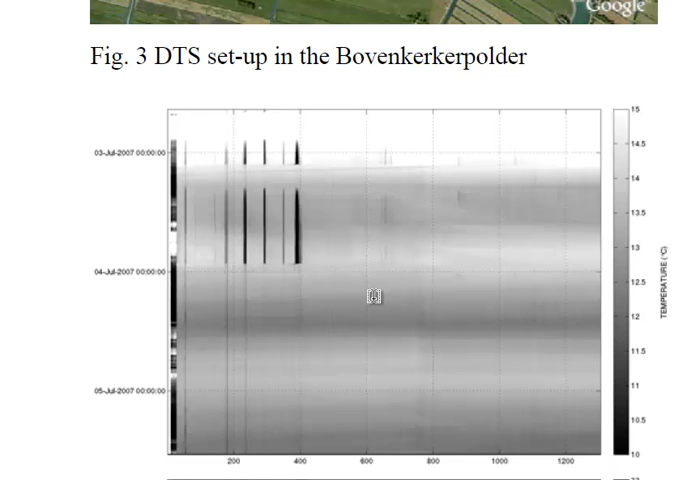 Google
Fig. 3 DTS set-up in the Bovenkerkerpolder
15
03-Jul-2007 00:00:00
14.5
14
13.5
13
04-Jul-2007 00:00:00
12.5
TEMPERATURE (°C)
12
11.5
05-Jul-2007 00:00:00
11
10.5
10
200 400 600 800 1000 1200